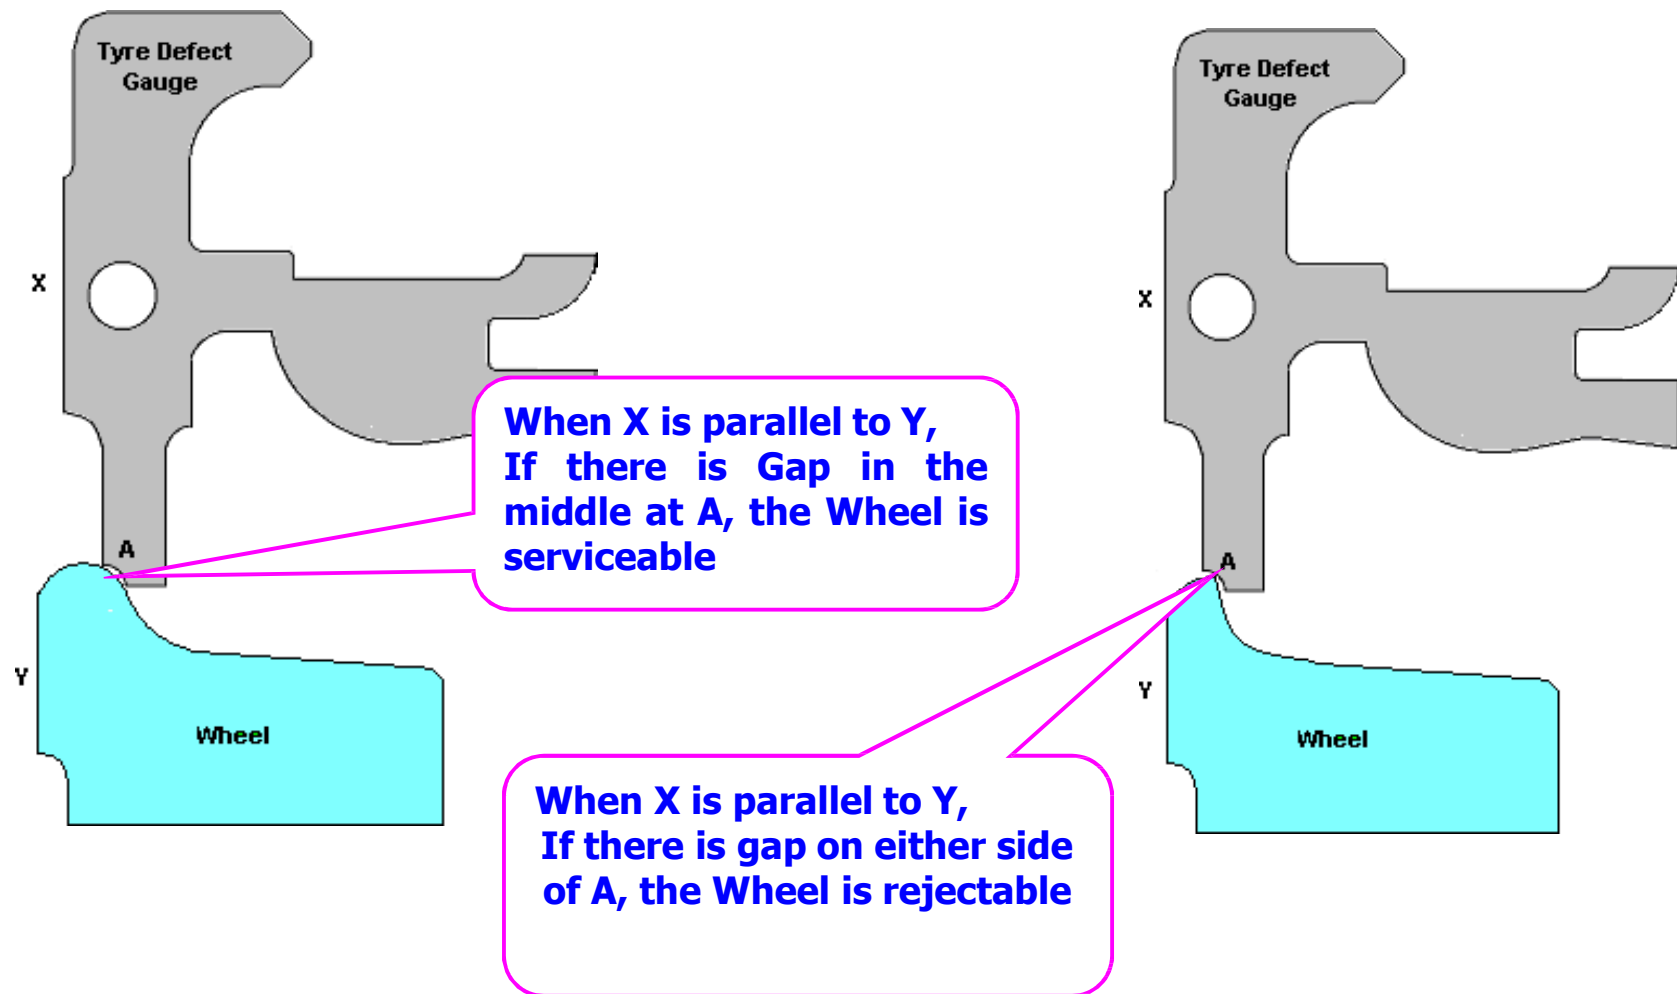 Tyre Defect
Gauge
X
A
Y
Wheel
When X is parallel to Y,
If there is Gap in the
middle at A, the Wheel is
serviceable
Tyre Defect
Gauge
X
A
Y
Wheel
When X is parallel to Y,
If there is gap on either side
of A, the Wheel is rejectable